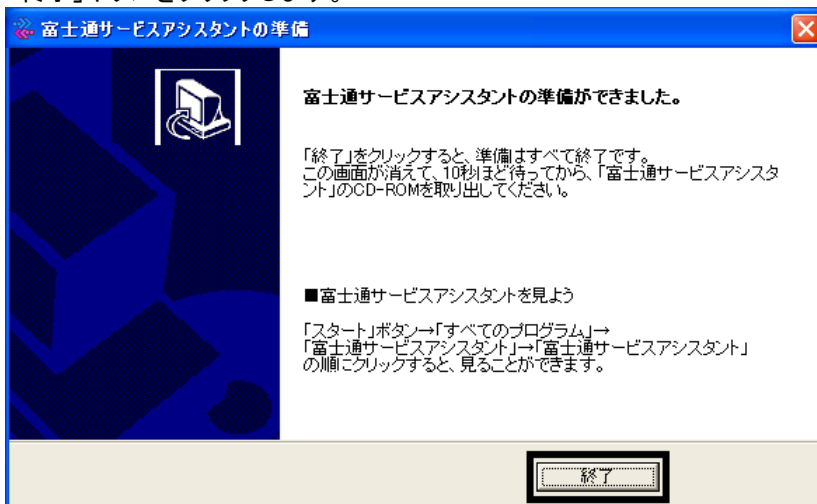 富士通サービスアシスタントの準備
富士通サービスアシスタントの準備ができました。
「終了」をクリックすると、準備はすべて終了です。
この画面が消えて、10秒ほど待ってから、「富士通サービスアシスタ
ント」のCD-ROMを取り出してください。
■富士通サービスアシスタントを見よう
「スタート」ボタン→「すべてのプログラム」→
「富士通サービスアシスタント」→「富士通サービスアシスタント」
の順にクリックすると、見ることができます。
終了